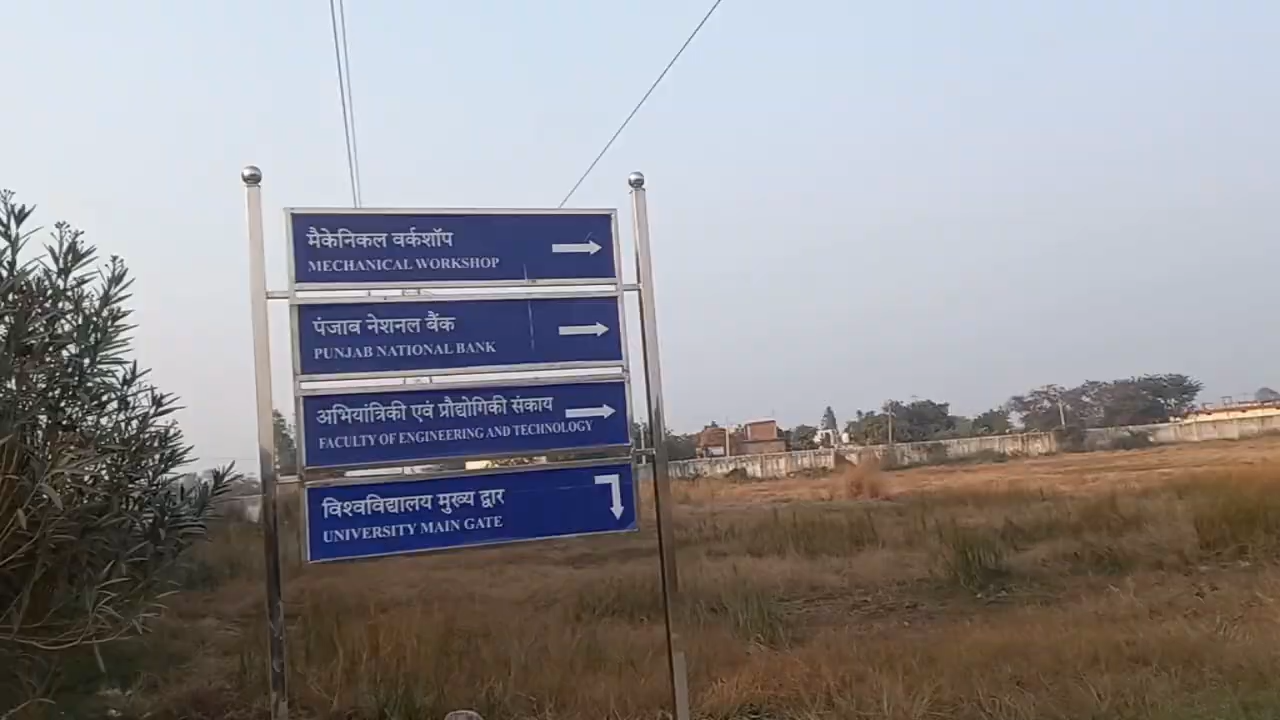 मैकेनिकल वर्कशॉप
MECHANICAL WORKSHOP
पंजाब नेशनल बैंक
PUNJAB NATIONAL BANK
अभियांत्रिकी एवं प्रौद्योगिकी संकाय
FACULTY OF ENGINEERING AND TECHNOLOGY
विश्वविद्यालय मुख्य द्वार
UNIVERSITY MAIN GATE